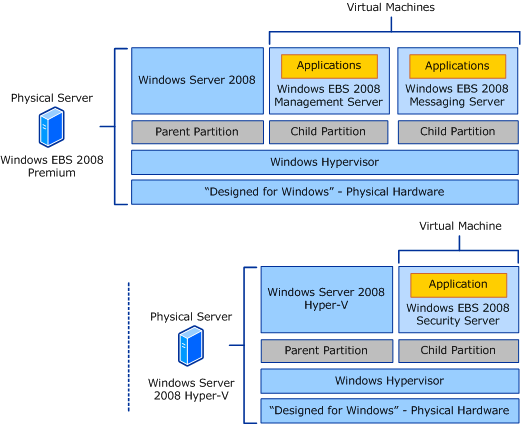 Virtual Machines
Applications
Applications
Windows Server 2008
Windows EBS 2008
Management Server
Windows EBS 2008
Messaging Server
Physical Server
Parent Partition
Child Partition
Child Partition
Windows EBS 2008
Premium
Windows Hypervisor
“Designed for Windows” - Physical Hardware
Virtual Machine
Application
Windows Server 2008
Hyper-V
Windows EBS 2008
Security Server
Physical Server
Parent Partition
Child Partition
Windows Server
2008 Hyper-V
Windows Hypervisor
“Designed for Windows” - Physical Hardware